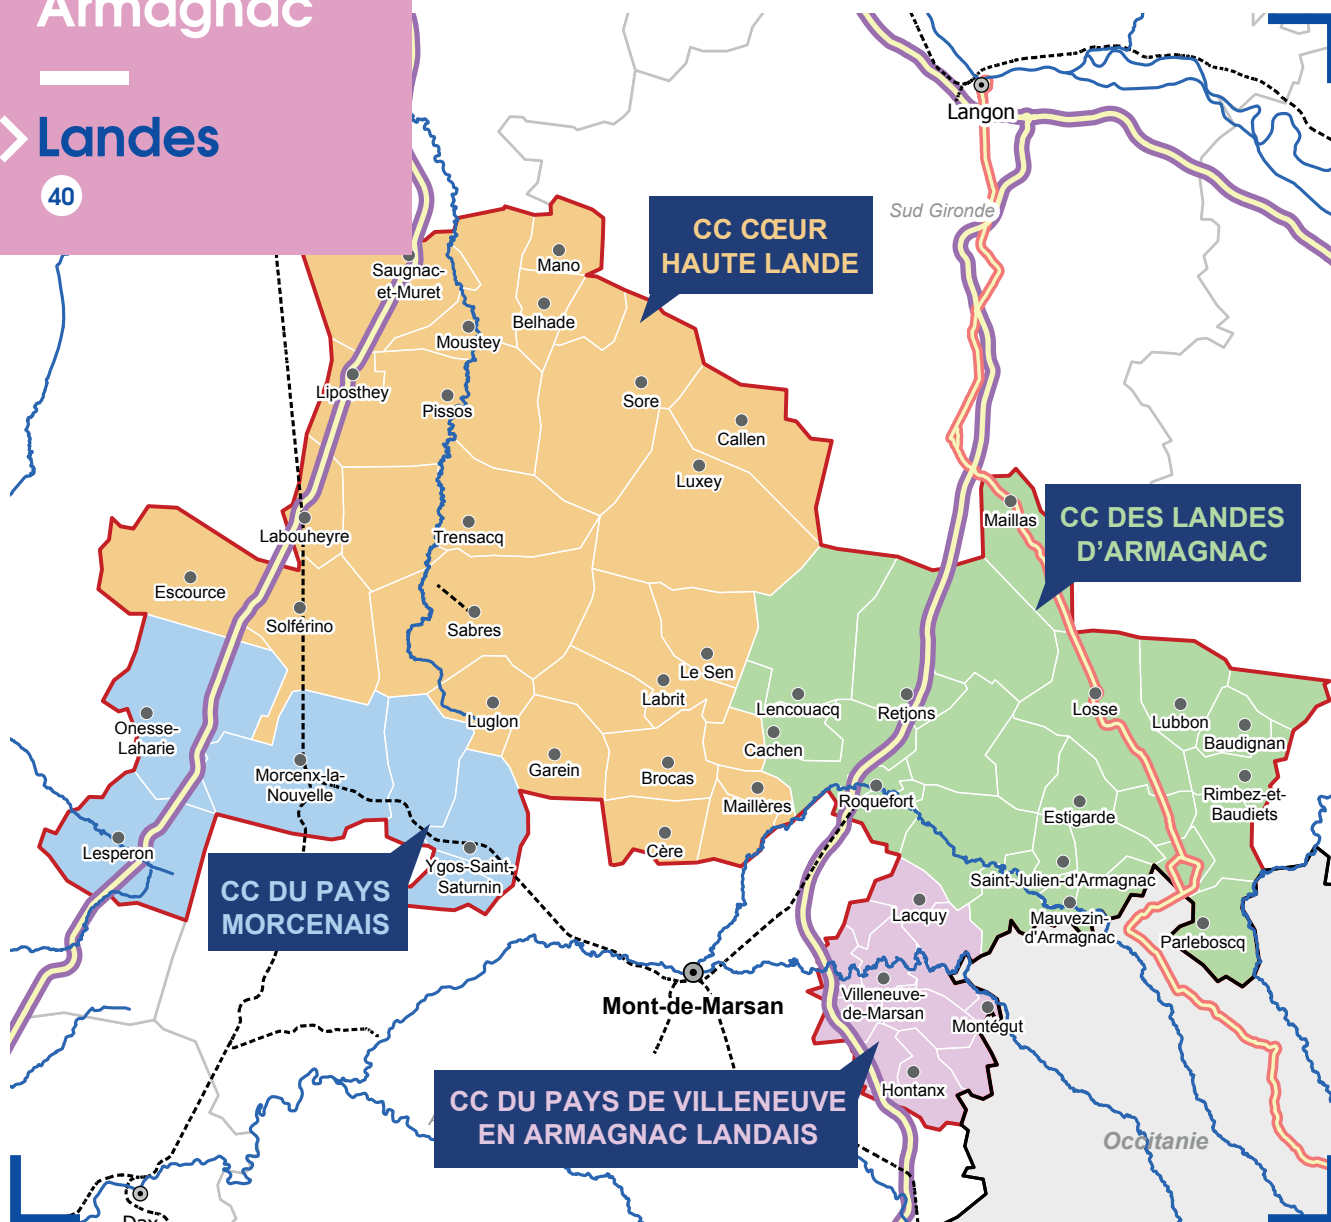 Armagnac
Landes
40
Langon
Sud Gironde
CC CŒUR
HAUTE LANDE
Saugnac-
et-Muret
Mano
Belhade
Moustey
Liposthey
Pissos
Sore
Callen
Luxey
Maillas
CC DES LANDES
D'ARMAGNAC
Labouheyre
Trensacq
Escource
Solférino
Sabres
Le Sen
Labrit
Lencouacq
Retjons
Losse
Lubbon
Baudignan
Onesse-
Laharie
Luglon
Cachen
Garein
Brocas
Morcenx-la-
Nouvelle
Maillères
Roquefort
Estigarde
Rimbez-et-
Baudiets
Lesperon
Cère
Ygos-Saint-
Saturnin
Saint-Julien-d'Armagnac
CC DU PAYS
MORCENAIS
Lacquy
Mauvezin-
d'Armagnac
Parleboscq
Mont-de-Marsan
Villeneuve-
de-Marsan
Montégut
Hontanx
CC DU PAYS DE VILLENEUVE
EN ARMAGNAC LANDAIS
Occitanie
Dax